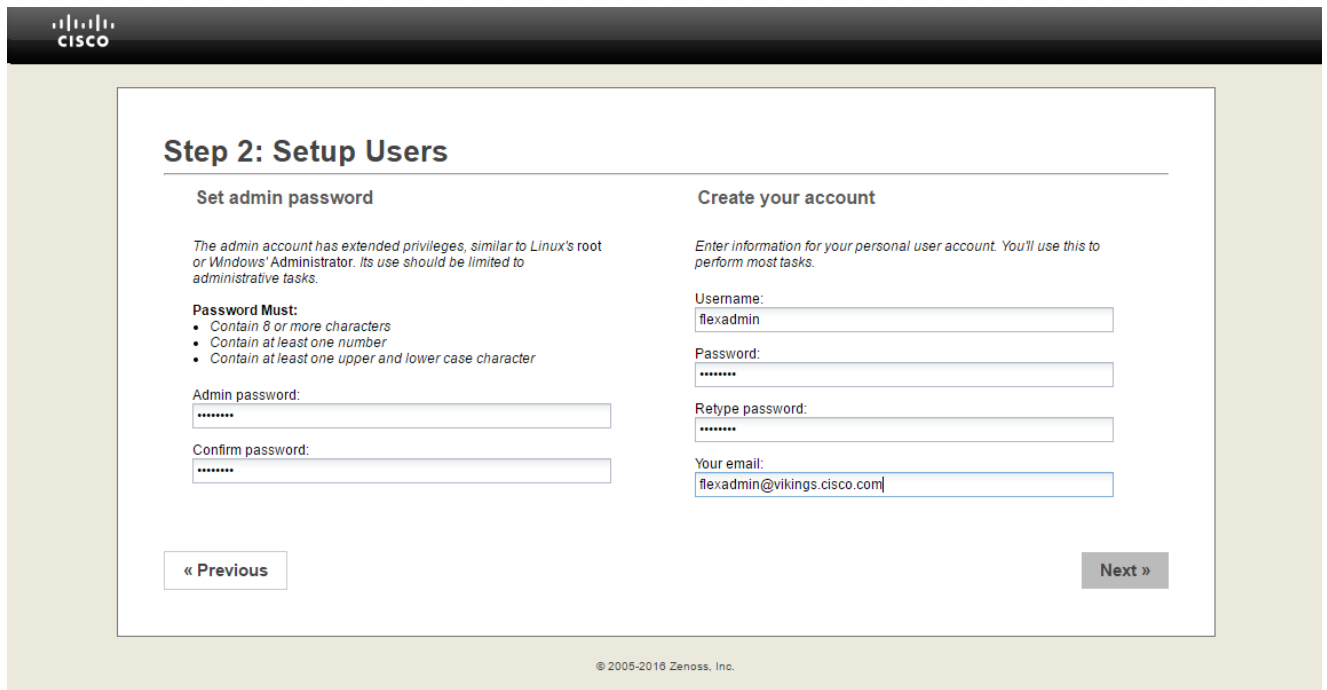 CISCO
Step 2: Setup Users
Set admin password
The admin account has extended privileges, similar to Linux's root
or Windows' Administrator. Its use should be limited to
administrative tasks.
Password Must:
• Contain 8 or more characters
• Contain at least one number
• Contain at least one upper and lower case character
Admin password:
••••••••
Confirm password:
••••••••
Create your account
Enter information for your personal user account. You'll use this to
perform most tasks.
Username:
flexadmin
Password:
••••••••
Retype password:
••••••••
Your email:
flexadmin@vikings.cisco.com
« Previous
Next »
© 2005-2016 Zenoss, Inc.